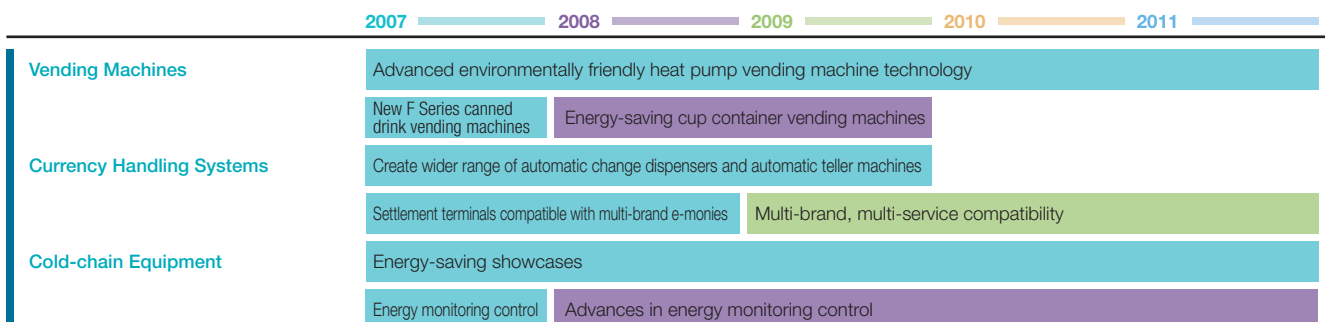 2007 2008 2009 2010 2011
Vending Machines
Advanced environmentally friendly heat pump vending machine technology
New F Series canned
drink vending machines
Energy-saving cup container vending machines
Currency Handling Systems
Create wider range of automatic change dispensers and automatic teller machines
Settlement terminals compatible with multi-brand e-monies
Multi-brand, multi-service compatibility
Cold-chain Equipment
Energy-saving showcases
Energy monitoring control
Advances in energy monitoring control